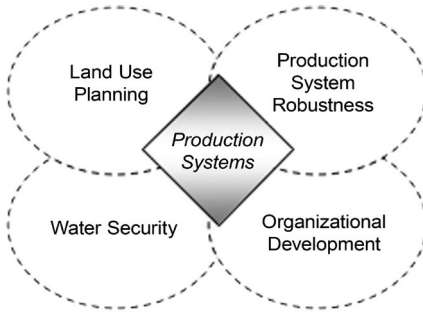 Land Use
Planning
Production
System
Robustness
Production
Systems
Water Security
Organizational
Development